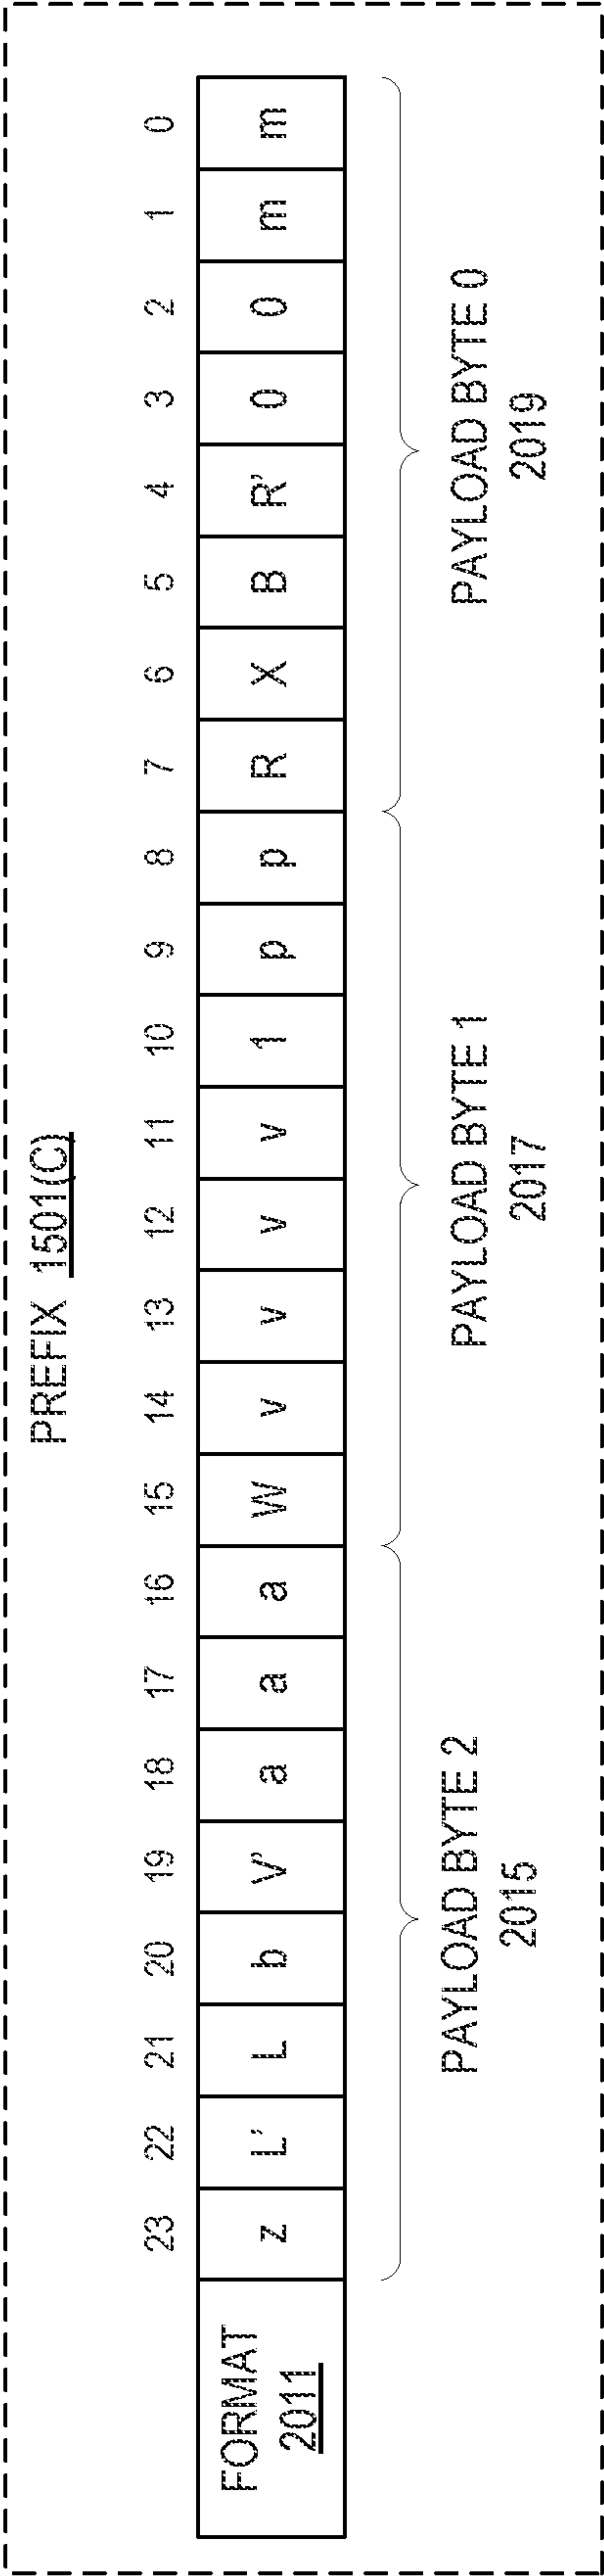 PREFIX 1501(C)
23 22 21 20 19 18 17 16 15 14 13 12 11 10 9 8 7 6 5 4 3 2 1 0
FORMAT 2011 z L' L b V' a a a W v v v v 1 p p R X B R' 0 0 m m
PAYLOAD BYTE 2 PAYLOAD BYTE 1 PAYLOAD BYTE 0
2015 2017 2019